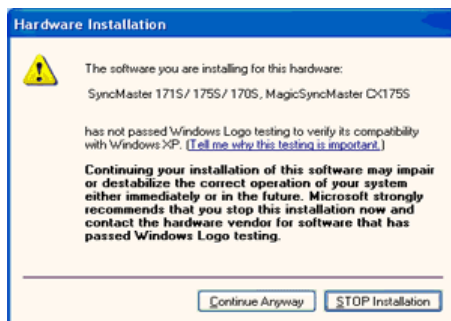 Hardware Installation
The software you are installing for this hardware:
SyncMaster 171S/ 175S/ 170S, MagicSyncMaster CX175S
has not passed Windows Logo testing to verify its compatibility
with Windows XP. (Tell me why this testing is important.)
Continuing your installation of this software may impair
or destabilize the correct operation of your system
either immediately or in the future. Microsoft strongly
recommends that you stop this installation now and
contact the hardware vendor for software that has
passed Windows Logo testing.
Continue Anyway STOP Installation